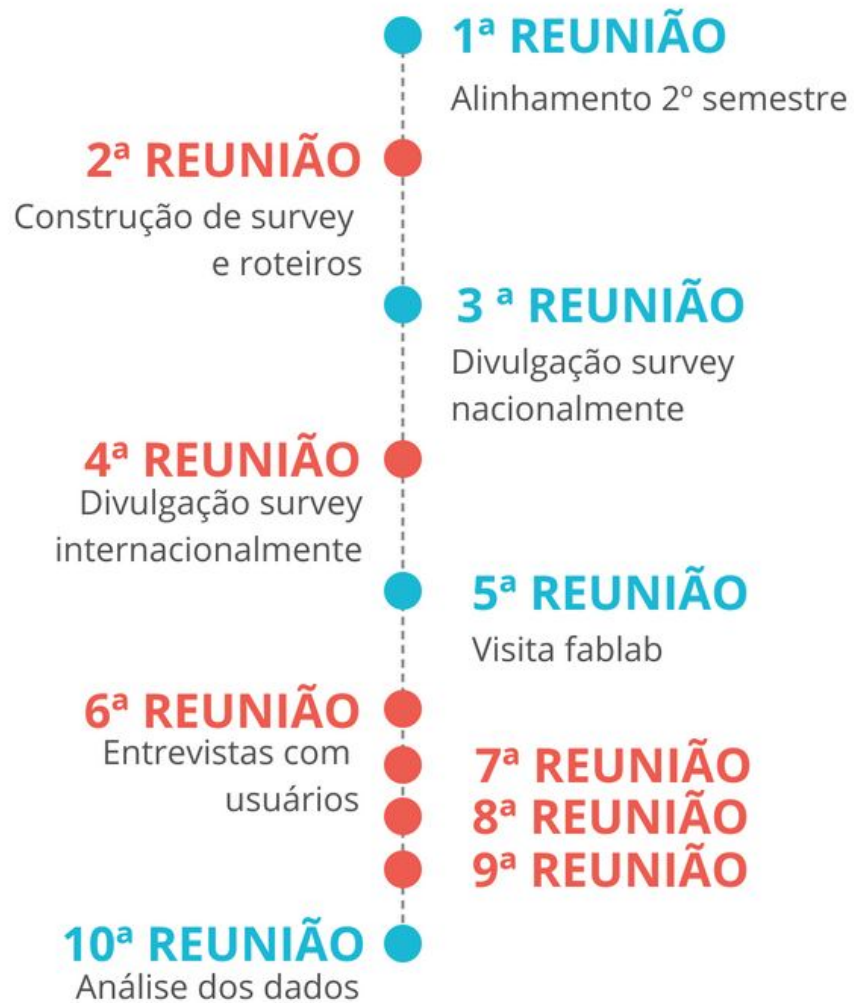 1ª REUNIÃO
Alinhamento 2º semestre
2ª REUNIÃO
Construção de survey
e roteiros
3 ª REUNIÃO
Divulgação survey
nacionalmente
4ª REUNIÃO
Divulgação survey
internacionalmente
5ª REUNIÃO
Visita fablab
6ª REUNIÃO
Entrevistas com
usuários
7ª REUNIÃO
8ª REUNIÃO
9ª REUNIÃO
10ª REUNIÃO
Análise dos dados